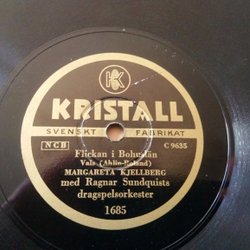 K
KRISTALL
SVENSKT FABRIKAT
NCB C 9635
Flickan i Bohuslän
Vals (Ahlin-Roland)
MARGARETA KJELLBERG
med Ragnar Sundquists
dragspelsorkester
1685